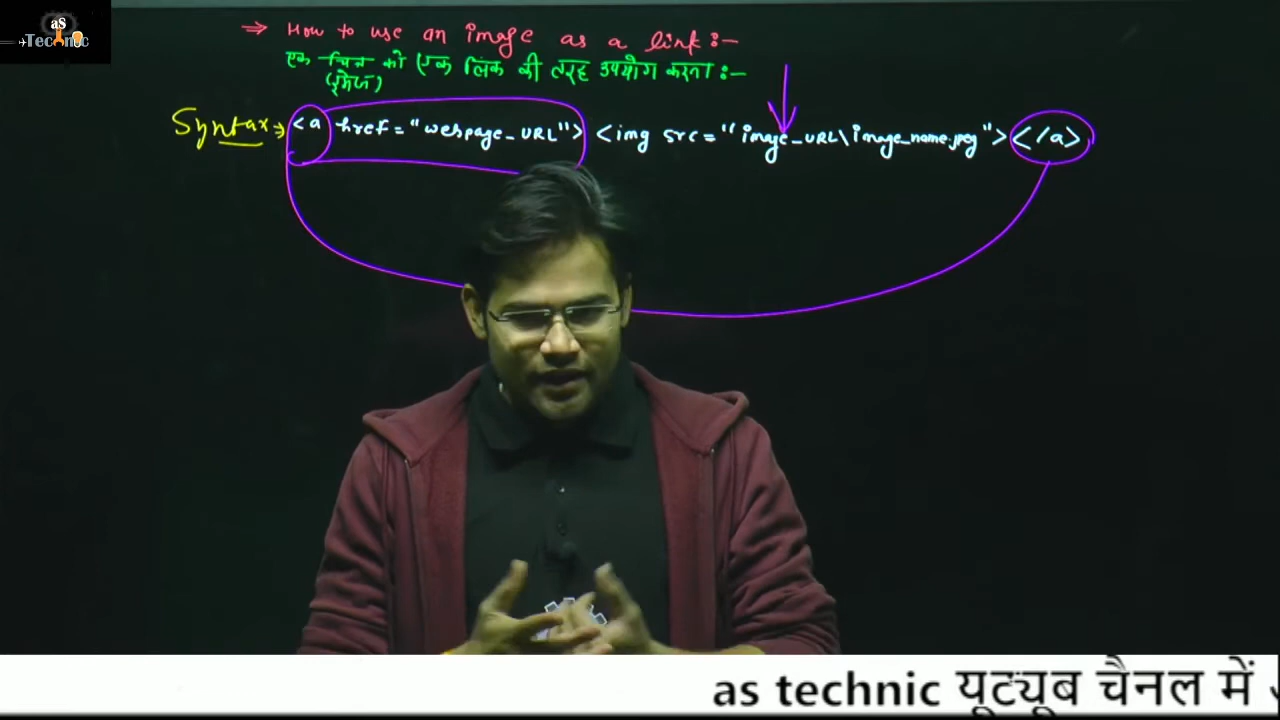 aS
Tecnic
⇒ How to use an image as a link :-
एक चित्र को एक लिंक की तरह उपयोग करना :-
(इमेज)
Syntax ⇒ <a href="webpage_URL"> <img src="image_URL\image_name.jpeg"> </a>
as technic यूट्यूब चैनल में